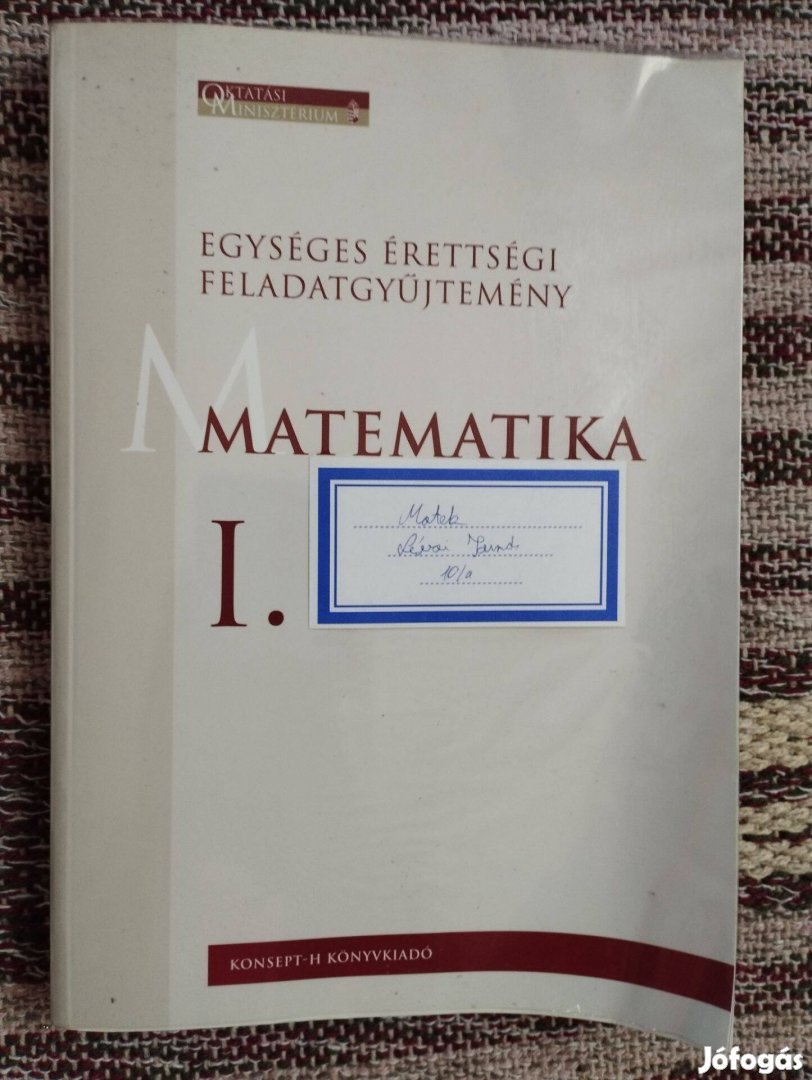 OKTATÁSI
MINISZTÉRIUM
EGYSÉGES ÉRETTSÉGI
FELADATGYŰJTEMÉNY
M
MATEMATIKA
I.
Matek
10/a
KONSEPT-H KÖNYVKIADÓ
Jófogás